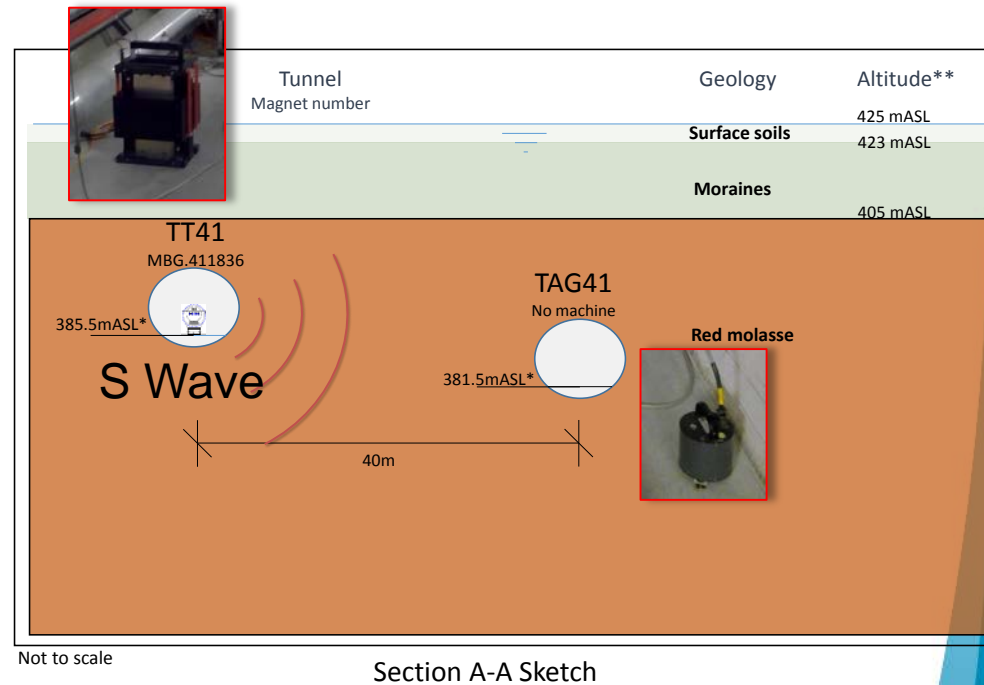 Tunnel
Magnet number
Geology
Altitude**
425 mASL
Surface soils
423 mASL
Moraines
405 mASL
TT41
MBG.411836
TAG41
No machine
385.5mASL*
Red molasse
S Wave
381.5mASL*
40m
Not to scale
Section A-A Sketch